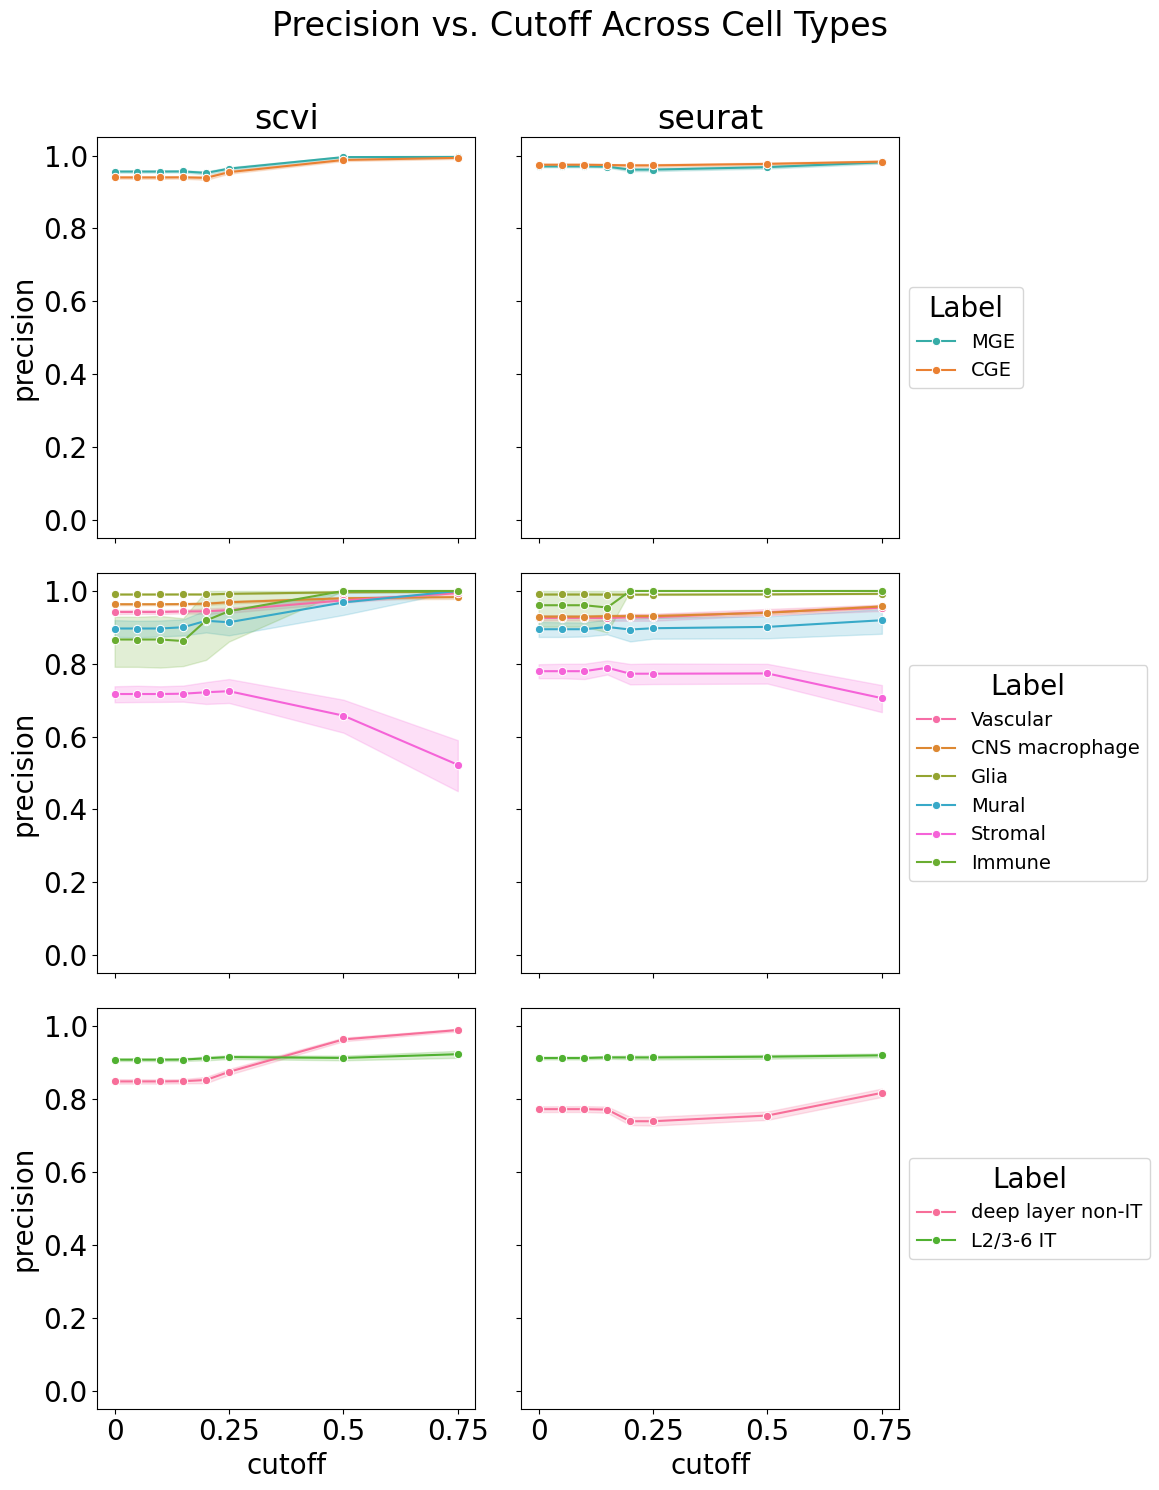 Precision vs. Cutoff Across Cell Types
scvi
seurat
precision
1.0
0.8
0.6
0.4
0.2
0.0
Label
MGE
CGE
precision
1.0
0.8
0.6
0.4
0.2
0.0
Label
Vascular
CNS macrophage
Glia
Mural
Stromal
Immune
precision
1.0
0.8
0.6
0.4
0.2
0.0
Label
deep layer non-IT
L2/3-6 IT
0 0.25 0.5 0.75
cutoff
0 0.25 0.5 0.75
cutoff